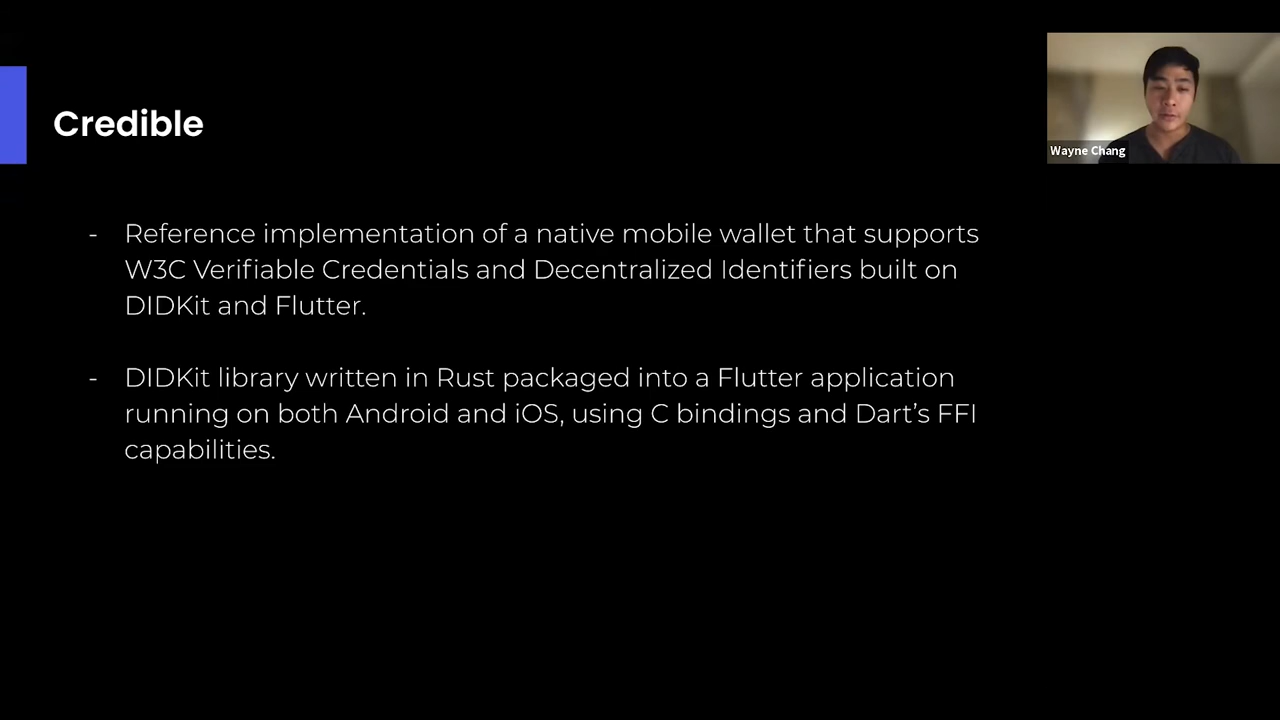 Credible
Wayne Chang
- Reference implementation of a native mobile wallet that supports
W3C Verifiable Credentials and Decentralized Identifiers built on
DIDKit and Flutter.
- DIDKit library written in Rust packaged into a Flutter application
running on both Android and iOS, using C bindings and Dart’s FFI
capabilities.